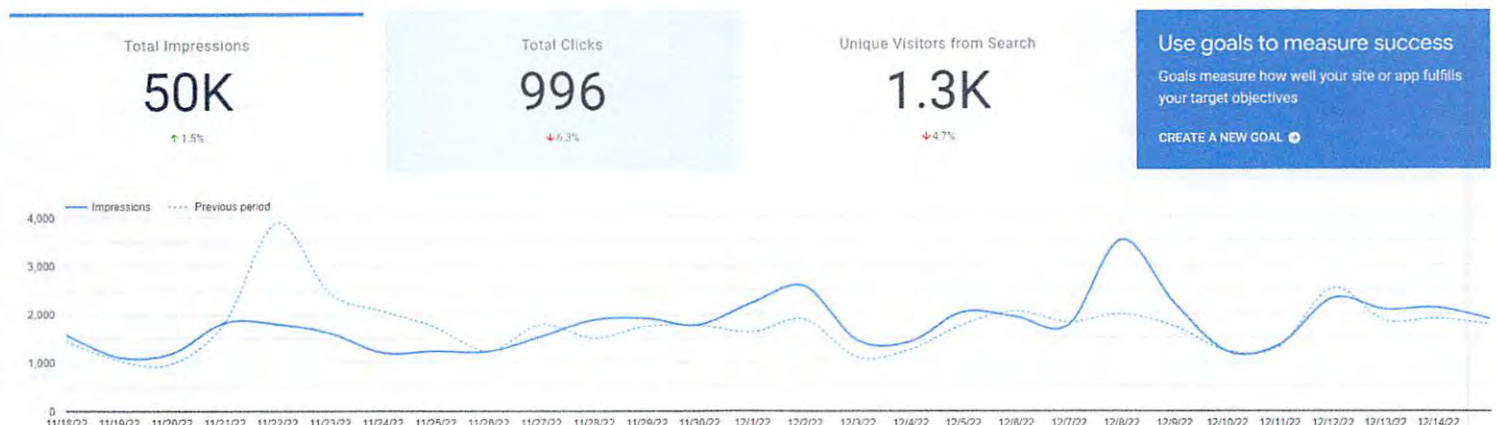 Total Impressions
50K
↑1.5%
Total Clicks
996
↓6.3%
Unique Visitors from Search
1.3K
↓4.7%
Use goals to measure success
Goals measure how well your site or app fulfills
your target objectives
CREATE A NEW GOAL
Impressions Previous period
4,000
3,000
2,000
1,000
0
11/18/22 11/19/22 11/20/22 11/21/22 11/22/22 11/23/22 11/24/22 11/25/22 11/26/22 11/27/22 11/28/22 11/29/22 11/30/22 12/1/22 12/2/22 12/3/22 12/4/22 12/5/22 12/6/22 12/7/22 12/8/22 12/9/22 12/10/22 12/11/22 12/12/22 12/13/22 12/14/22